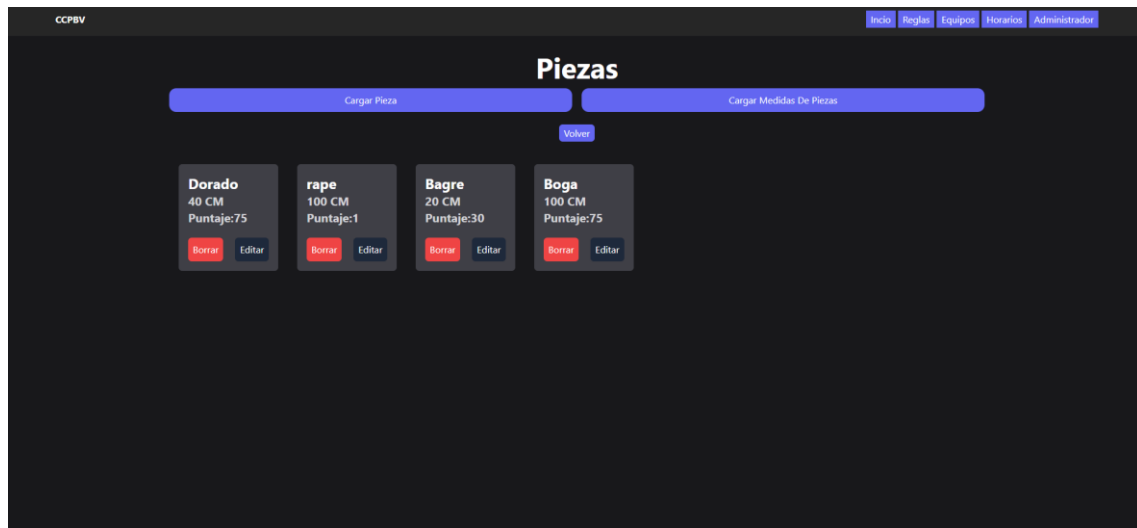 CCPBV
Incio Reglas Equipos Horarios Administrador
Piezas
Cargar Pieza
Cargar Medidas De Piezas
Volver
Dorado
40 CM
Puntaje:75
Borrar Editar
rape
100 CM
Puntaje:1
Borrar Editar
Bagre
20 CM
Puntaje:30
Borrar Editar
Boga
100 CM
Puntaje:75
Borrar Editar